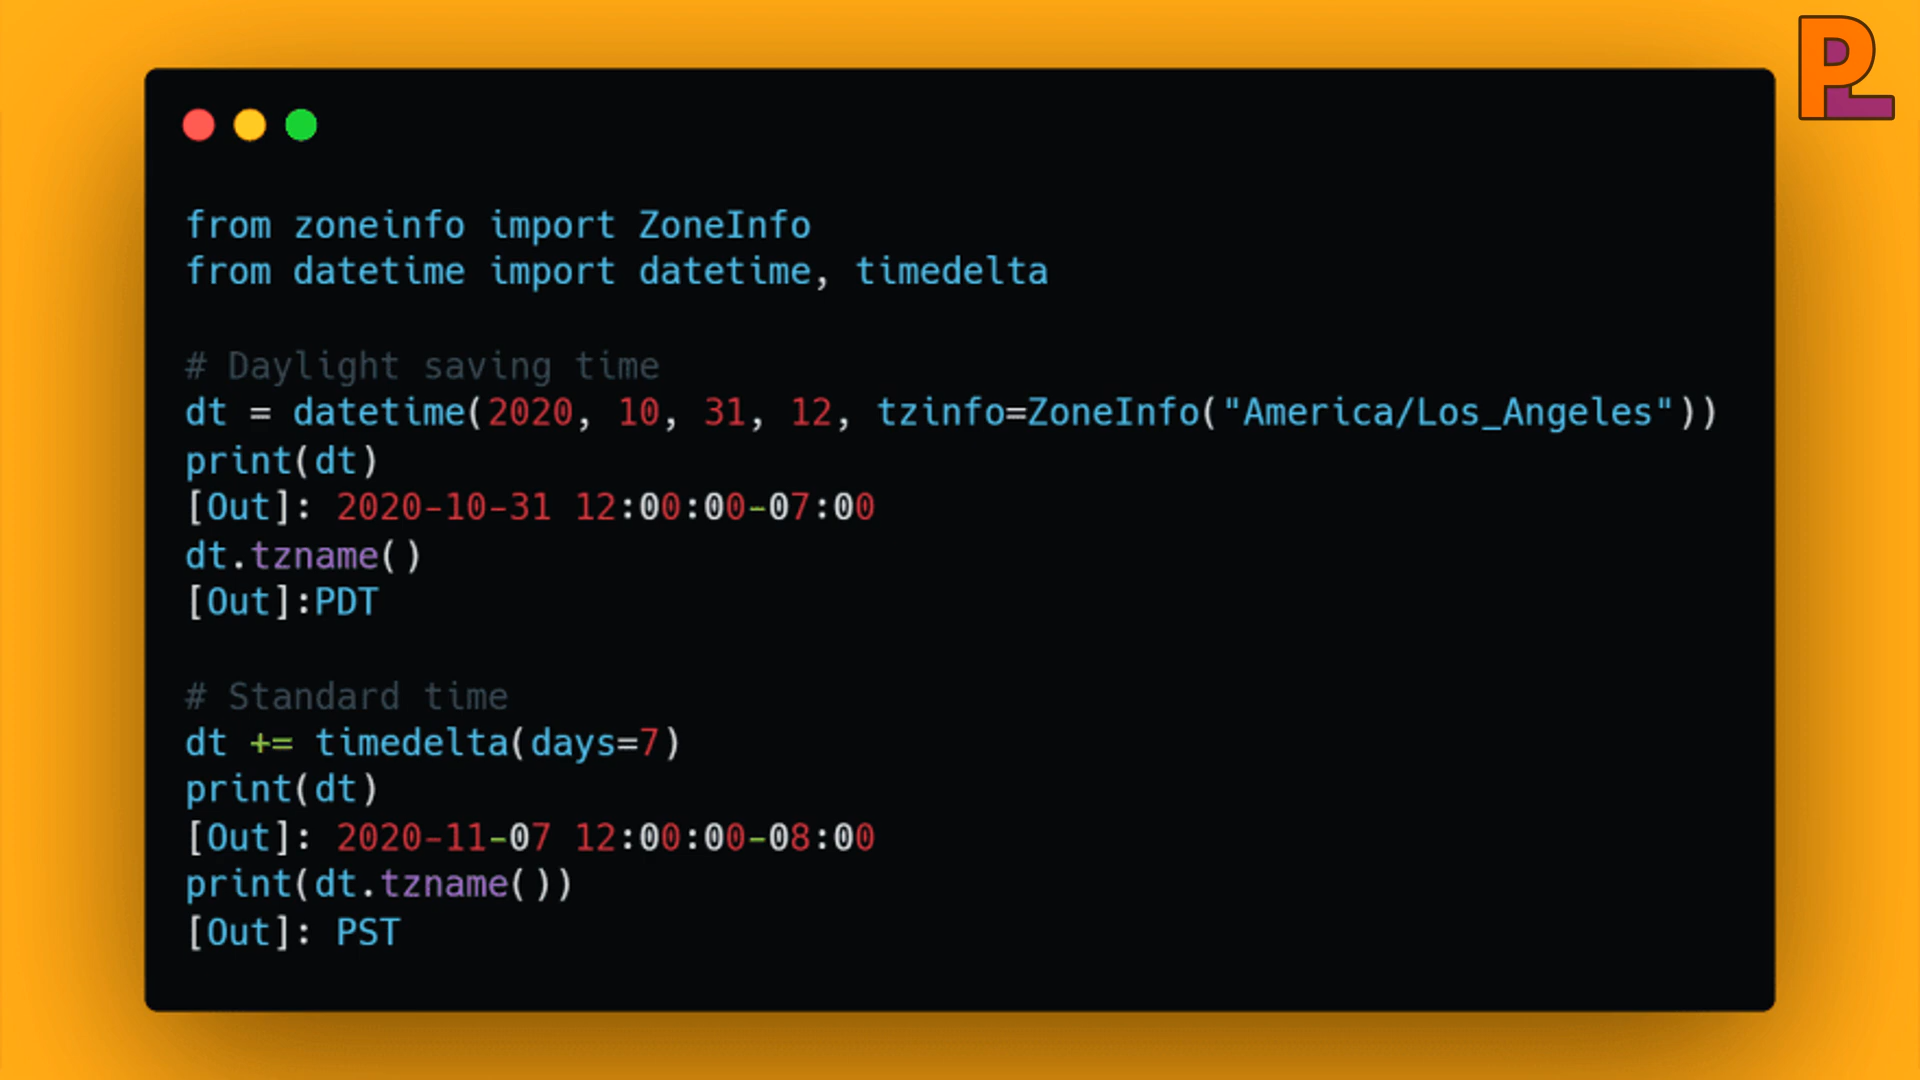 PL
from zoneinfo import ZoneInfo
from datetime import datetime, timedelta
# Daylight saving time
dt = datetime(2020, 10, 31, 12, tzinfo=ZoneInfo("America/Los_Angeles"))
print(dt)
[Out]: 2020-10-31 12:00:00-07:00
dt.tzname()
[Out]:PDT
# Standard time
dt += timedelta(days=7)
print(dt)
[Out]: 2020-11-07 12:00:00-08:00
print(dt.tzname())
[Out]: PST